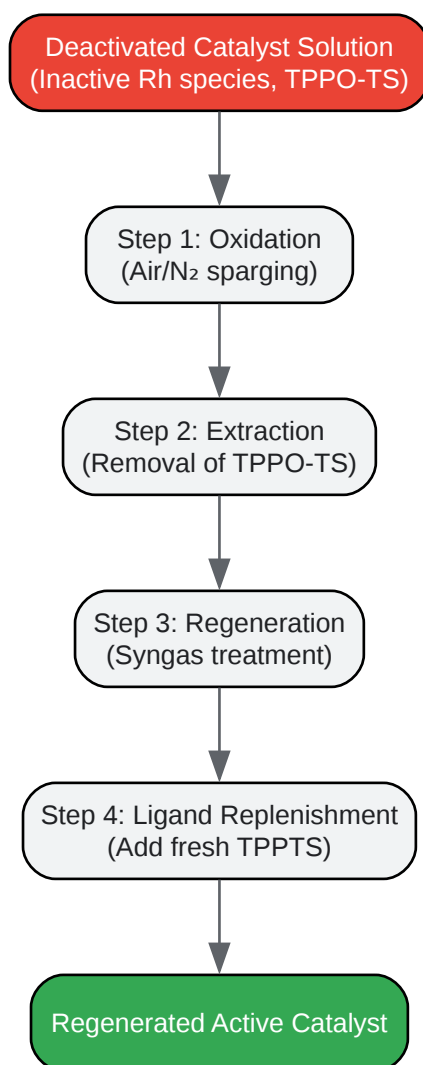 Deactivated Catalyst Solution
(Inactive Rh species, TPPO-TS)
Step 1: Oxidation
(Air/N₂ sparging)
Step 2: Extraction
(Removal of TPPO-TS)
Step 3: Regeneration
(Syngas treatment)
Step 4: Ligand Replenishment
(Add fresh TPPTS)
Regenerated Active Catalyst